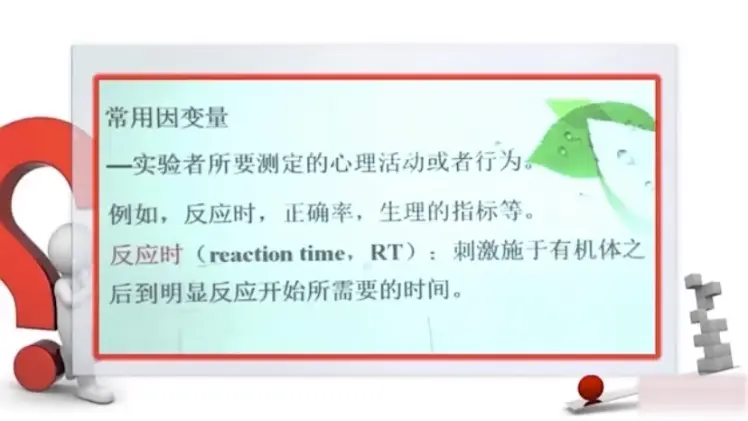 常用因变量
—实验者所要测定的心理活动或者行为。
例如，反应时，正确率，生理的指标等。
反应时（reaction time，RT）：刺激施于有机体之
后到明显反应开始所需要的时间。